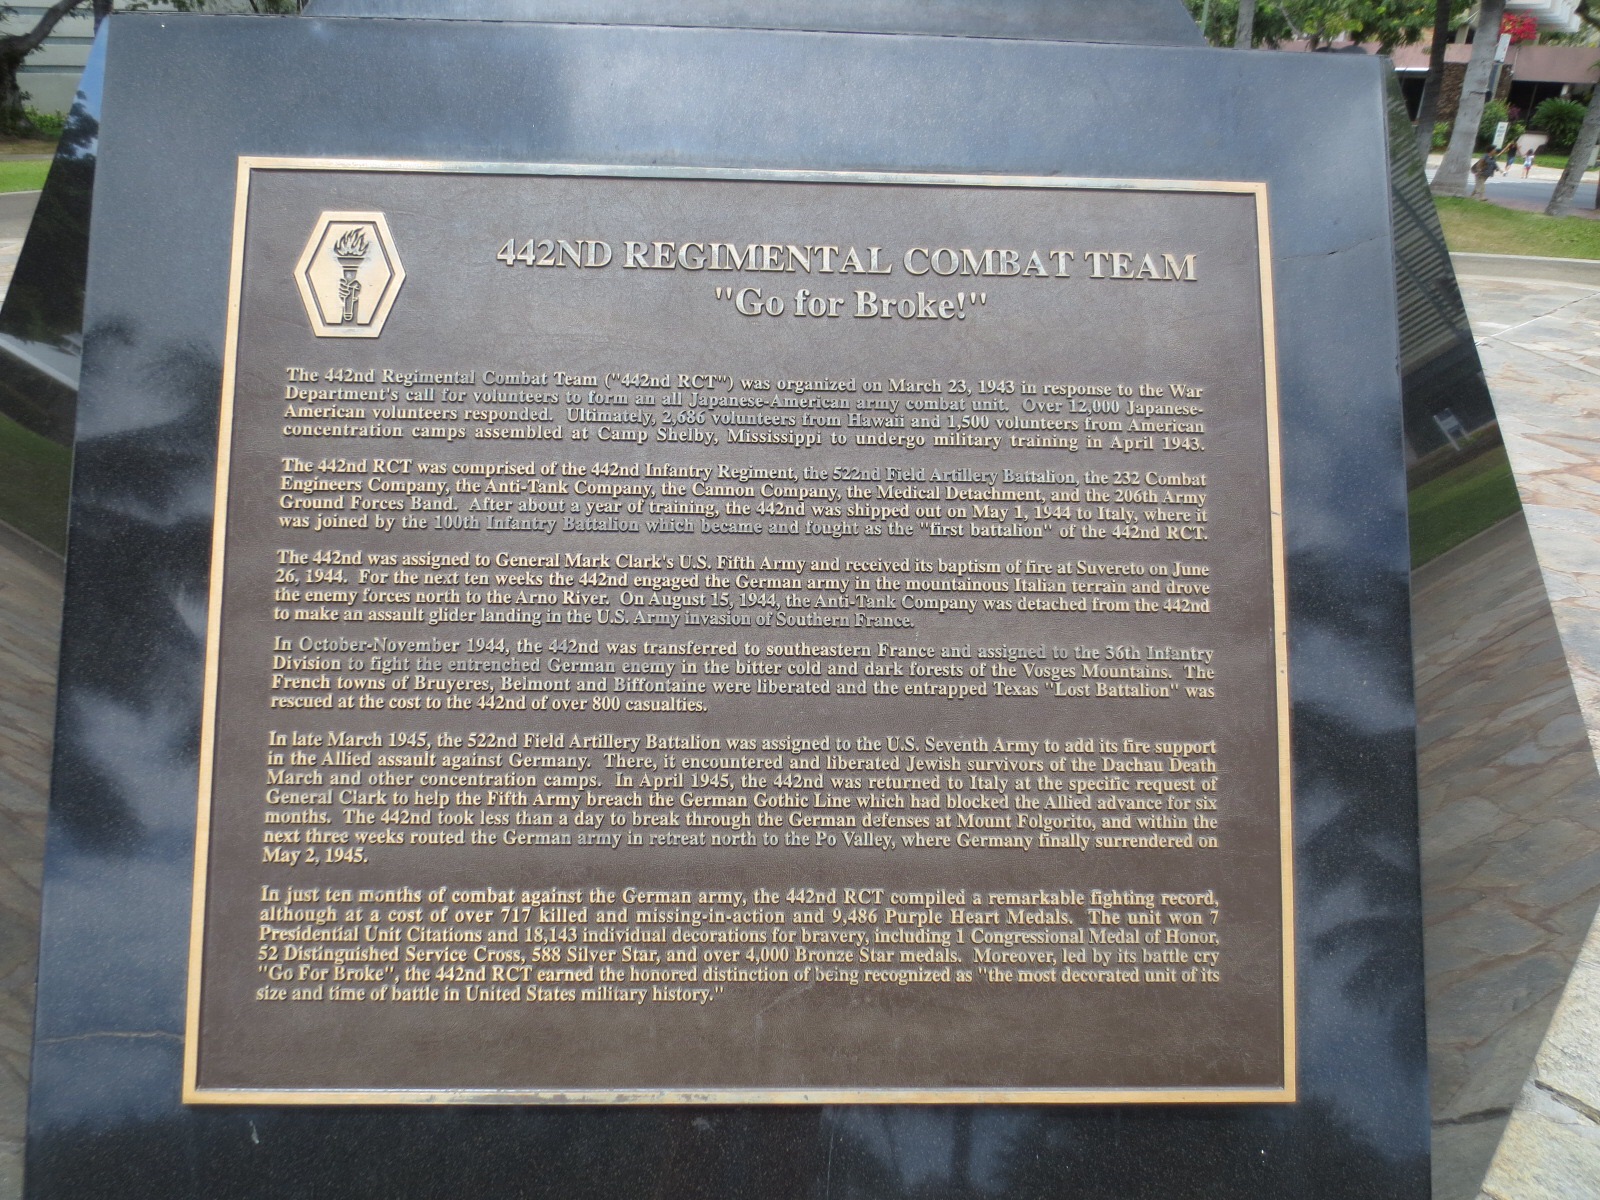 442ND REGIMENTAL COMBAT TEAM
"Go for Broke!"
The 442nd Regimental Combat Team ("442nd RCT") was organized on March 23, 1943 in response to the War
Department's call for volunteers to form an all Japanese-American army combat unit. Over 12,000 Japanese-
American volunteers responded. Ultimately, 2,686 volunteers from Hawaii and 1,500 volunteers from American
concentration camps assembled at Camp Shelby, Mississippi to undergo military training in April 1943.
The 442nd RCT was comprised of the 442nd Infantry Regiment, the 522nd Field Artillery Battalion, the 232 Combat
Engineers Company, the Anti-Tank Company, the Cannon Company, the Medical Detachment, and the 206th Army
Ground Forces Band. After about a year of training, the 442nd was shipped out on May 1, 1944 to Italy, where it
was joined by the 100th Infantry Battalion which became and fought as the "first battalion" of the 442nd RCT.
The 442nd was assigned to General Mark Clark's U.S. Fifth Army and received its baptism of fire at Suvereto on June
26, 1944. For the next ten weeks the 442nd engaged the German army in the mountainous Italian terrain and drove
the enemy forces north to the Arno River. On August 15, 1944, the Anti-Tank Company was detached from the 442nd
to make an assault glider landing in the U.S. Army invasion of Southern France.
In October-November 1944, the 442nd was transferred to southeastern France and assigned to the 36th Infantry
Division to fight the entrenched German enemy in the bitter cold and dark forests of the Vosges Mountains. The
French towns of Bruyeres, Belmont and Biffontaine were liberated and the entrapped Texas "Lost Battalion" was
rescued at the cost to the 442nd of over 800 casualties.
In late March 1945, the 522nd Field Artillery Battalion was assigned to the U.S. Seventh Army to add its fire support
in the Allied assault against Germany. There, it encountered and liberated Jewish survivors of the Dachau Death
March and other concentration camps. In April 1945, the 442nd was returned to Italy at the specific request of
General Clark to help the Fifth Army breach the German Gothic Line which had blocked the Allied advance for six
months. The 442nd took less than a day to break through the German defenses at Mount Folgorito, and within the
next three weeks routed the German army in retreat north to the Po Valley, where Germany finally surrendered on
May 2, 1945.
In just ten months of combat against the German army, the 442nd RCT compiled a remarkable fighting record,
although at a cost of over 717 killed and missing-in-action and 9,486 Purple Heart Medals. The unit won 7
Presidential Unit Citations and 18,143 individual decorations for bravery, including 1 Congressional Medal of Honor,
52 Distinguished Service Cross, 588 Silver Star, and over 4,000 Bronze Star medals. Moreover, led by its battle cry
"Go For Broke", the 442nd RCT earned the honored distinction of being recognized as "the most decorated unit of its
size and time of battle in United States military history."